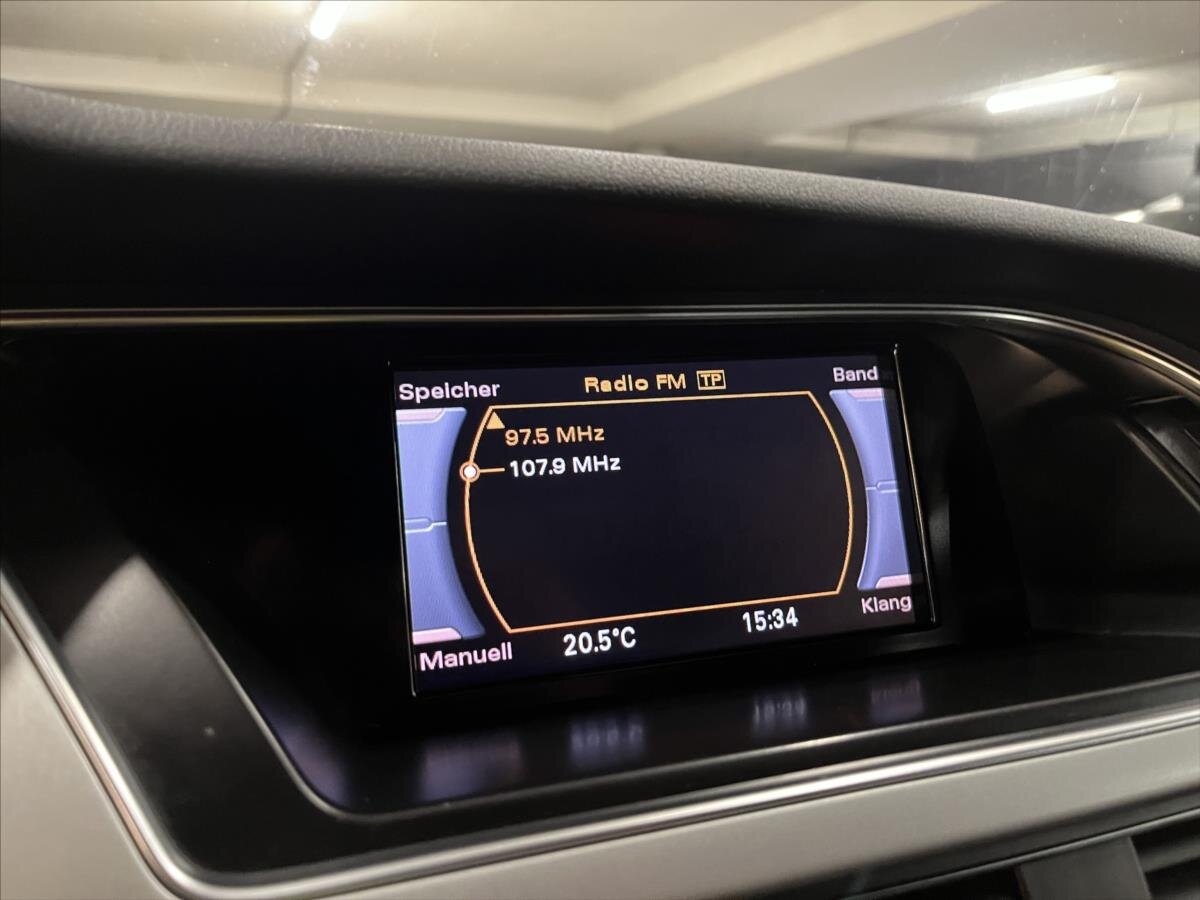 Speicher
Radio FM TP
Band
97.5 MHz
107.9 MHz
Manuell
20.5°C
15:34
Klang